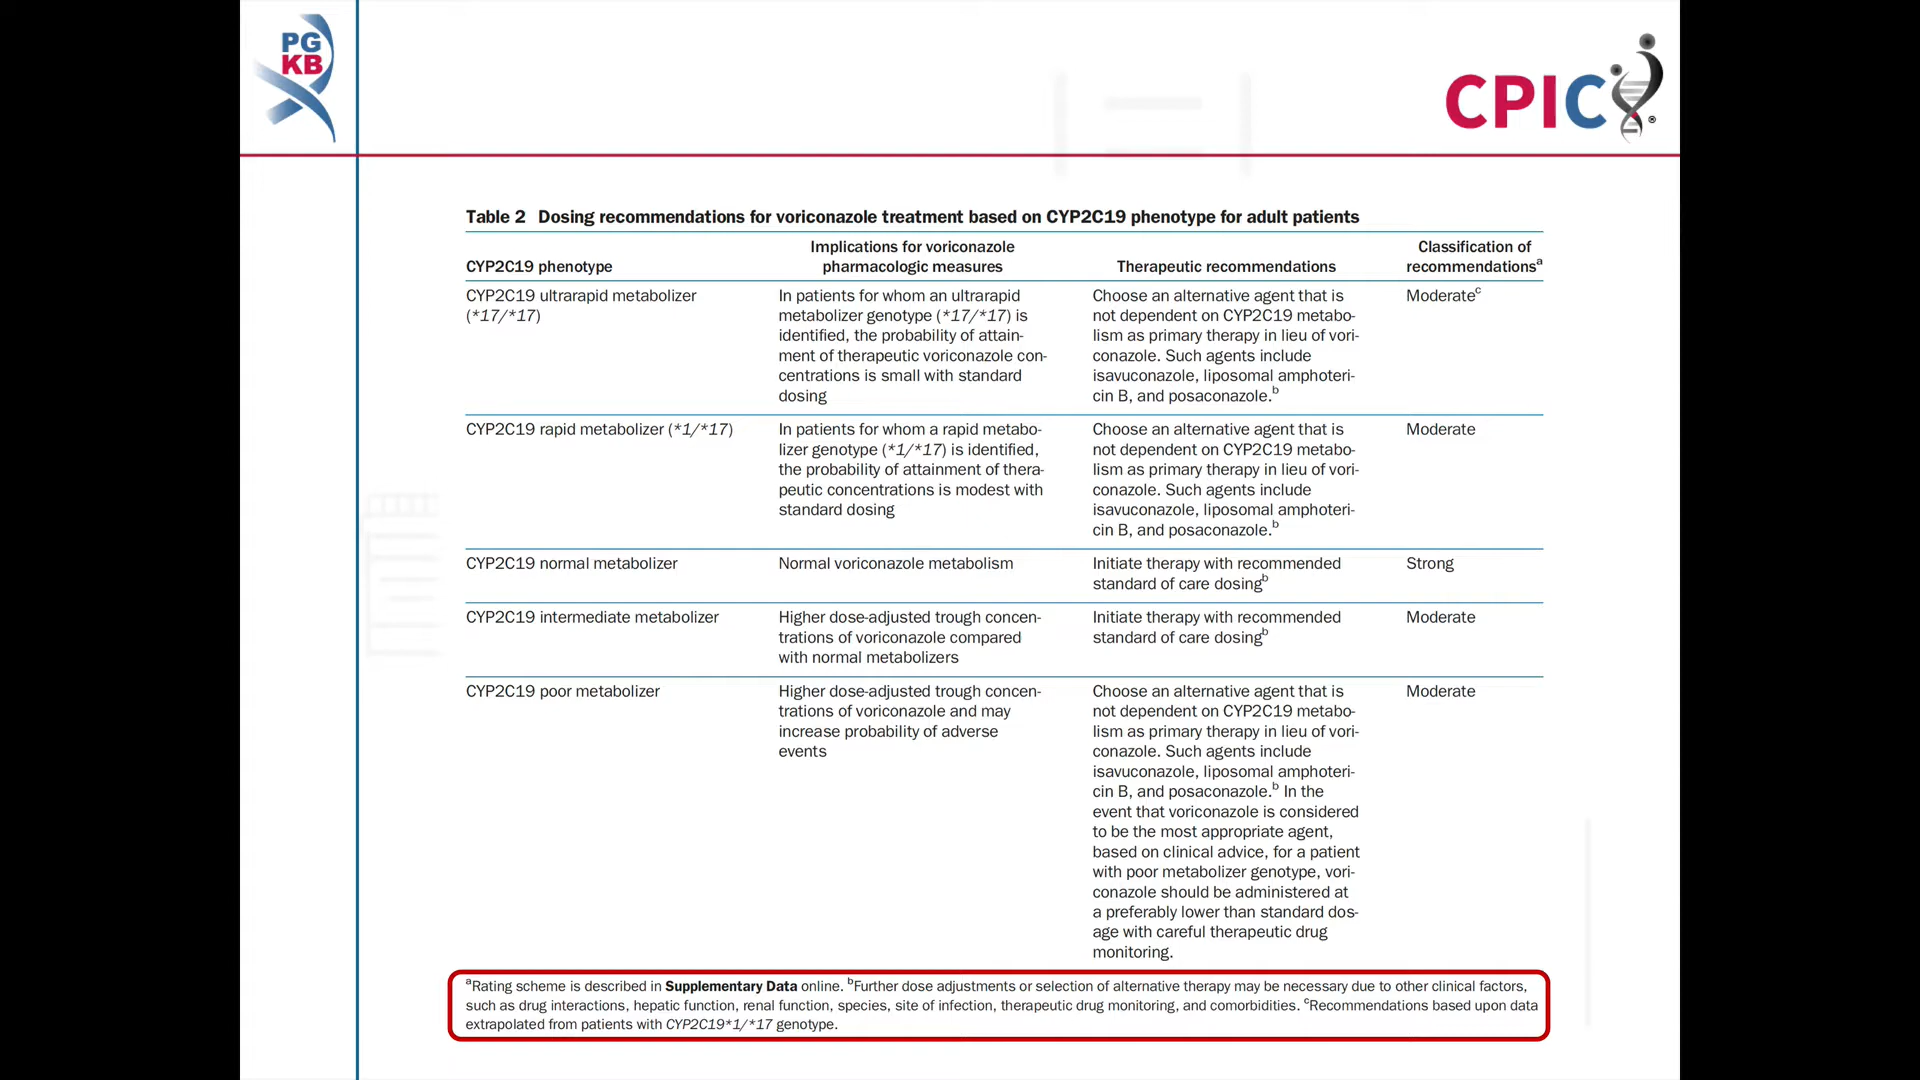 PG
KB
CPIC®
Table 2 Dosing recommendations for voriconazole treatment based on CYP2C19 phenotype for adult patients
CYP2C19 phenotype
Implications for voriconazole
pharmacologic measures
Therapeutic recommendations
Classification of
recommendationsa
CYP2C19 ultrarapid metabolizer
(*17/*17)
In patients for whom an ultrarapid
metabolizer genotype (*17/*17) is
identified, the probability of attain-
ment of therapeutic voriconazole con-
centrations is small with standard
dosing
Choose an alternative agent that is
not dependent on CYP2C19 metabo-
lism as primary therapy in lieu of vori-
conazole. Such agents include
isavuconazole, liposomal amphoteri-
cin B, and posaconazole.b
Moderatec
CYP2C19 rapid metabolizer (*1/*17)
In patients for whom a rapid metabo-
lizer genotype (*1/*17) is identified,
the probability of attainment of thera-
peutic concentrations is modest with
standard dosing
Choose an alternative agent that is
not dependent on CYP2C19 metabo-
lism as primary therapy in lieu of vori-
conazole. Such agents include
isavuconazole, liposomal amphoteri-
cin B, and posaconazole.b
Moderate
CYP2C19 normal metabolizer
Normal voriconazole metabolism
Initiate therapy with recommended
standard of care dosingb
Strong
CYP2C19 intermediate metabolizer
Higher dose-adjusted trough concen-
trations of voriconazole compared
with normal metabolizers
Initiate therapy with recommended
standard of care dosingb
Moderate
CYP2C19 poor metabolizer
Higher dose-adjusted trough concen-
trations of voriconazole and may
increase probability of adverse
events
Choose an alternative agent that is
not dependent on CYP2C19 metabo-
lism as primary therapy in lieu of vori-
conazole. Such agents include
isavuconazole, liposomal amphoteri-
cin B, and posaconazole.b In the
event that voriconazole is considered
to be the most appropriate agent,
based on clinical advice, for a patient
with poor metabolizer genotype, vori-
conazole should be administered at
a preferably lower than standard dos-
age with careful therapeutic drug
monitoring.
Moderate
aRating scheme is described in Supplementary Data online. bFurther dose adjustments or selection of alternative therapy may be necessary due to other clinical factors,
such as drug interactions, hepatic function, renal function, species, site of infection, therapeutic drug monitoring, and comorbidities. cRecommendations based upon data
extrapolated from patients with CYP2C19*1/*17 genotype.